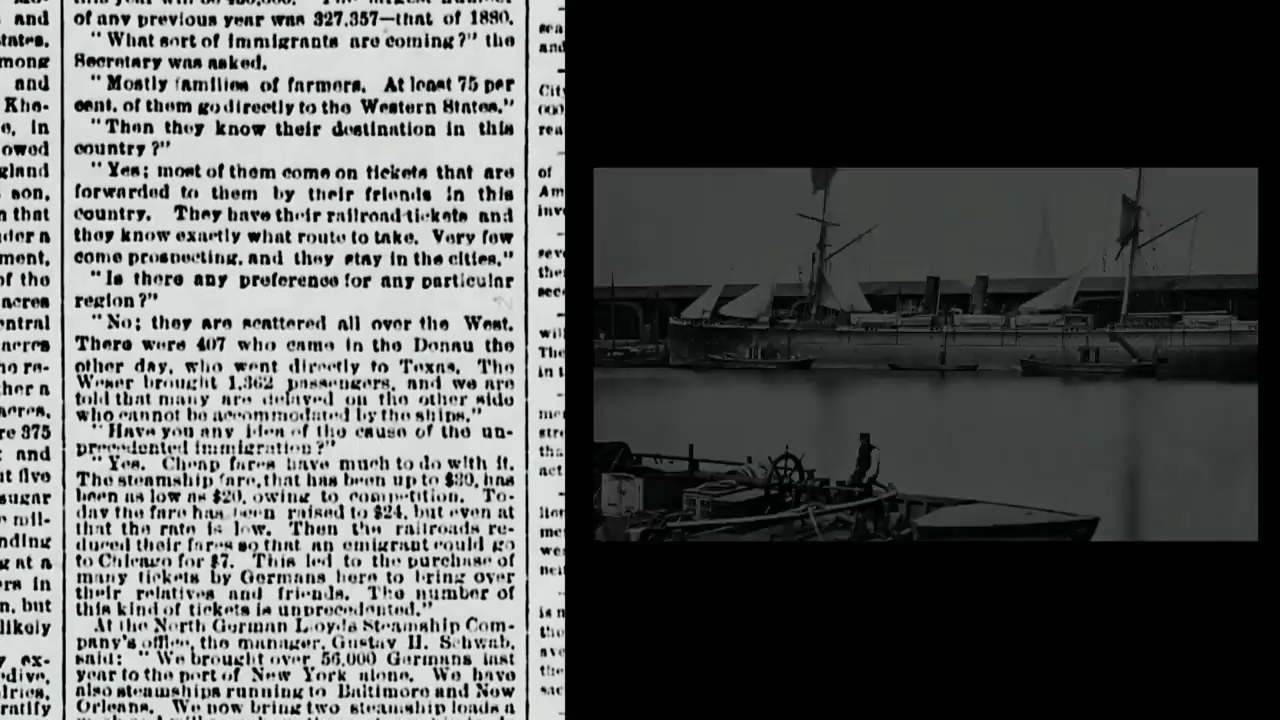 of any previous year was 327,357—that of 1880.
"What sort of immigrants are coming?" the
Secretary was asked.
"Mostly families of farmers. At least 75 per
cent. of them go directly to the Western States."
"Then they know their destination in this
country?"
"Yes; most of them come on tickets that are
forwarded to them by their friends in this
country. They have their railroad tickets and
they know exactly what route to take. Very few
come prospecting, and they stay in the cities."
"Is there any preference for any particular
region?"
"No; they are scattered all over the West.
There were 407 who came in the Donau the
other day, who went directly to Texas. The
Weser brought 1,362 passengers, and we are
told that many are delayed on the other side
who cannot be accommodated by the ships."
"Have you any idea of the cause of the un-
precedented immigration?"
"Yes. Cheap fares have much to do with it.
The steamship fare, that has been up to $30, has
been as low as $20, owing to competition. To-
day the fare has been raised to $24, but even at
that the rate is low. Then the railroads re-
duced their fares so that an emigrant could go
to Chicago for $7. This led to the purchase of
many tickets by Germans here to bring over
their relatives and friends. The number of
this kind of tickets is unprecedented."
At the North German Lloyds Steamship Com-
pany's office, the manager, Gustav H. Schwab,
said: "We brought over 56,000 Germans last
year to the port of New York alone. We have
also steamships running to Baltimore and New
Orleans. We now bring two steamship loads a